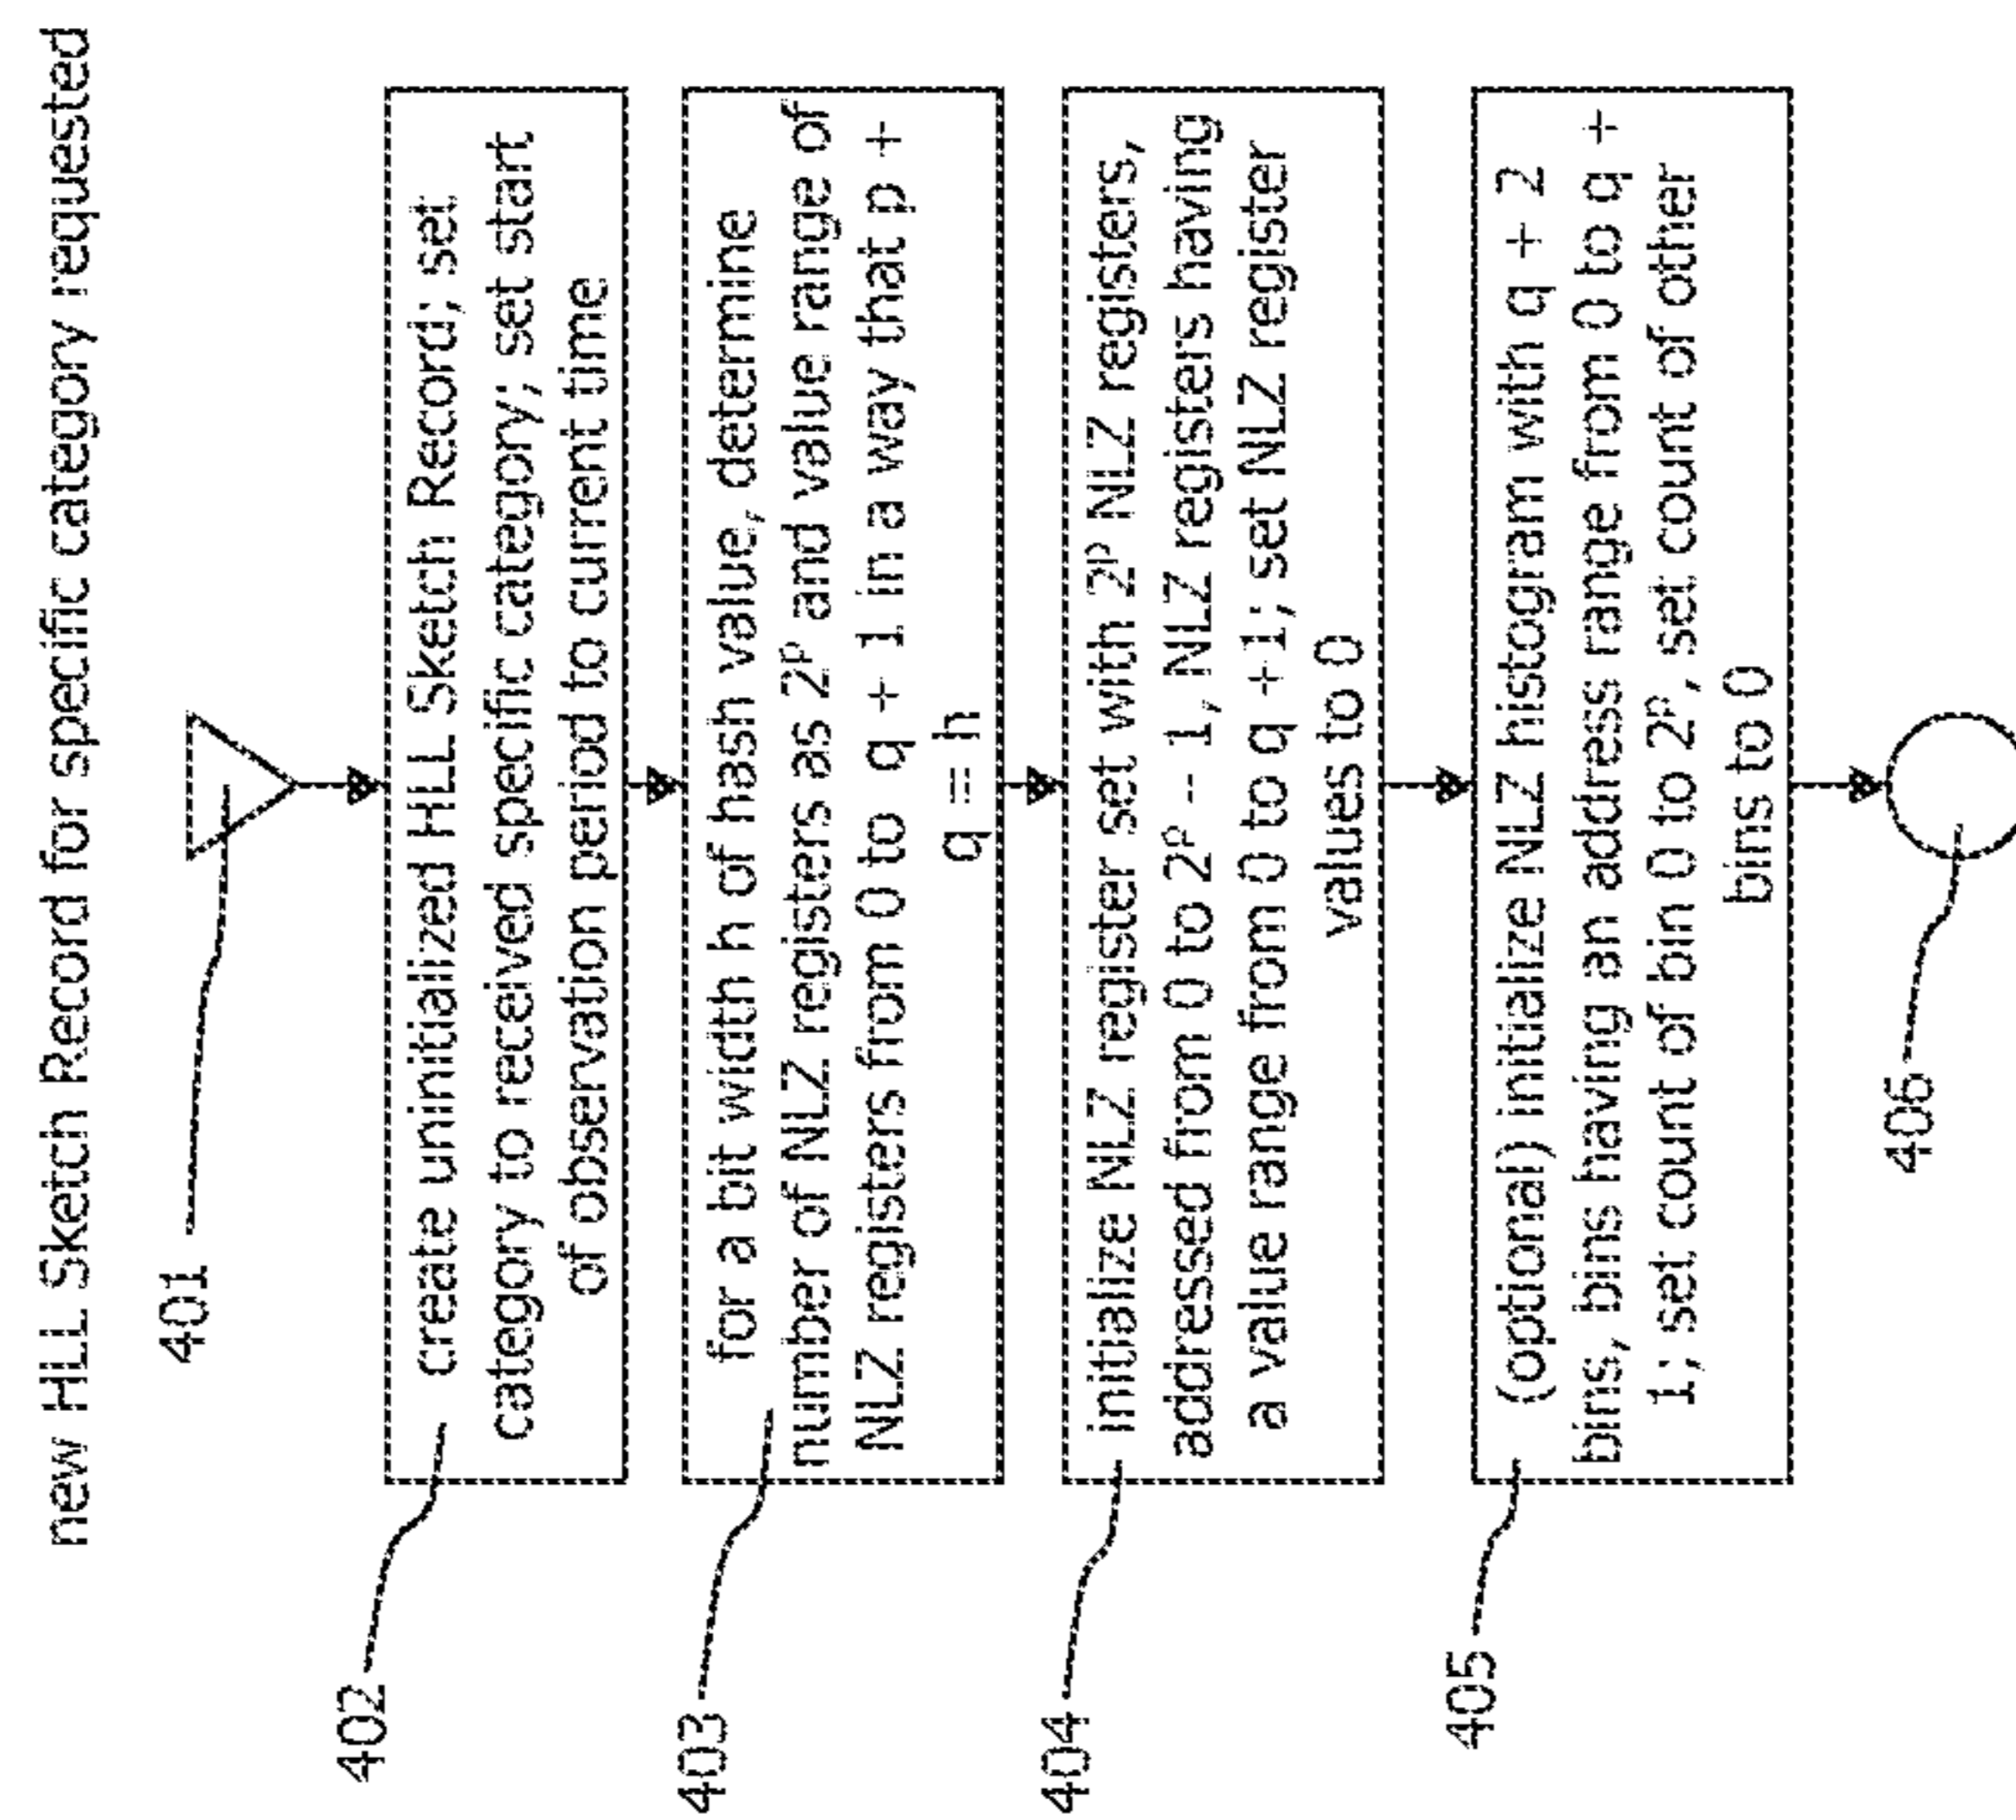 new HLL Sketch Record for specific category requested
401
402
create uninitialized HLL Sketch Record; set
category to received specific category; set start
of observation period to current time
403
for a bit width h of hash value, determine
number of NLZ registers as 2ᵖ and value range of
NLZ registers from 0 to q + 1 in a way that p +
q = h
404
initialize NLZ register set with 2ᵖ NLZ registers,
addressed from 0 to 2ᵖ - 1, NLZ registers having
a value range from 0 to q +1; set NLZ register
values to 0
405
(optional) initialize NLZ histogram with q + 2
bins, bins having an address range from 0 to q +
1; set count of bin 0 to 2ᵖ, set count of other
bins to 0
406